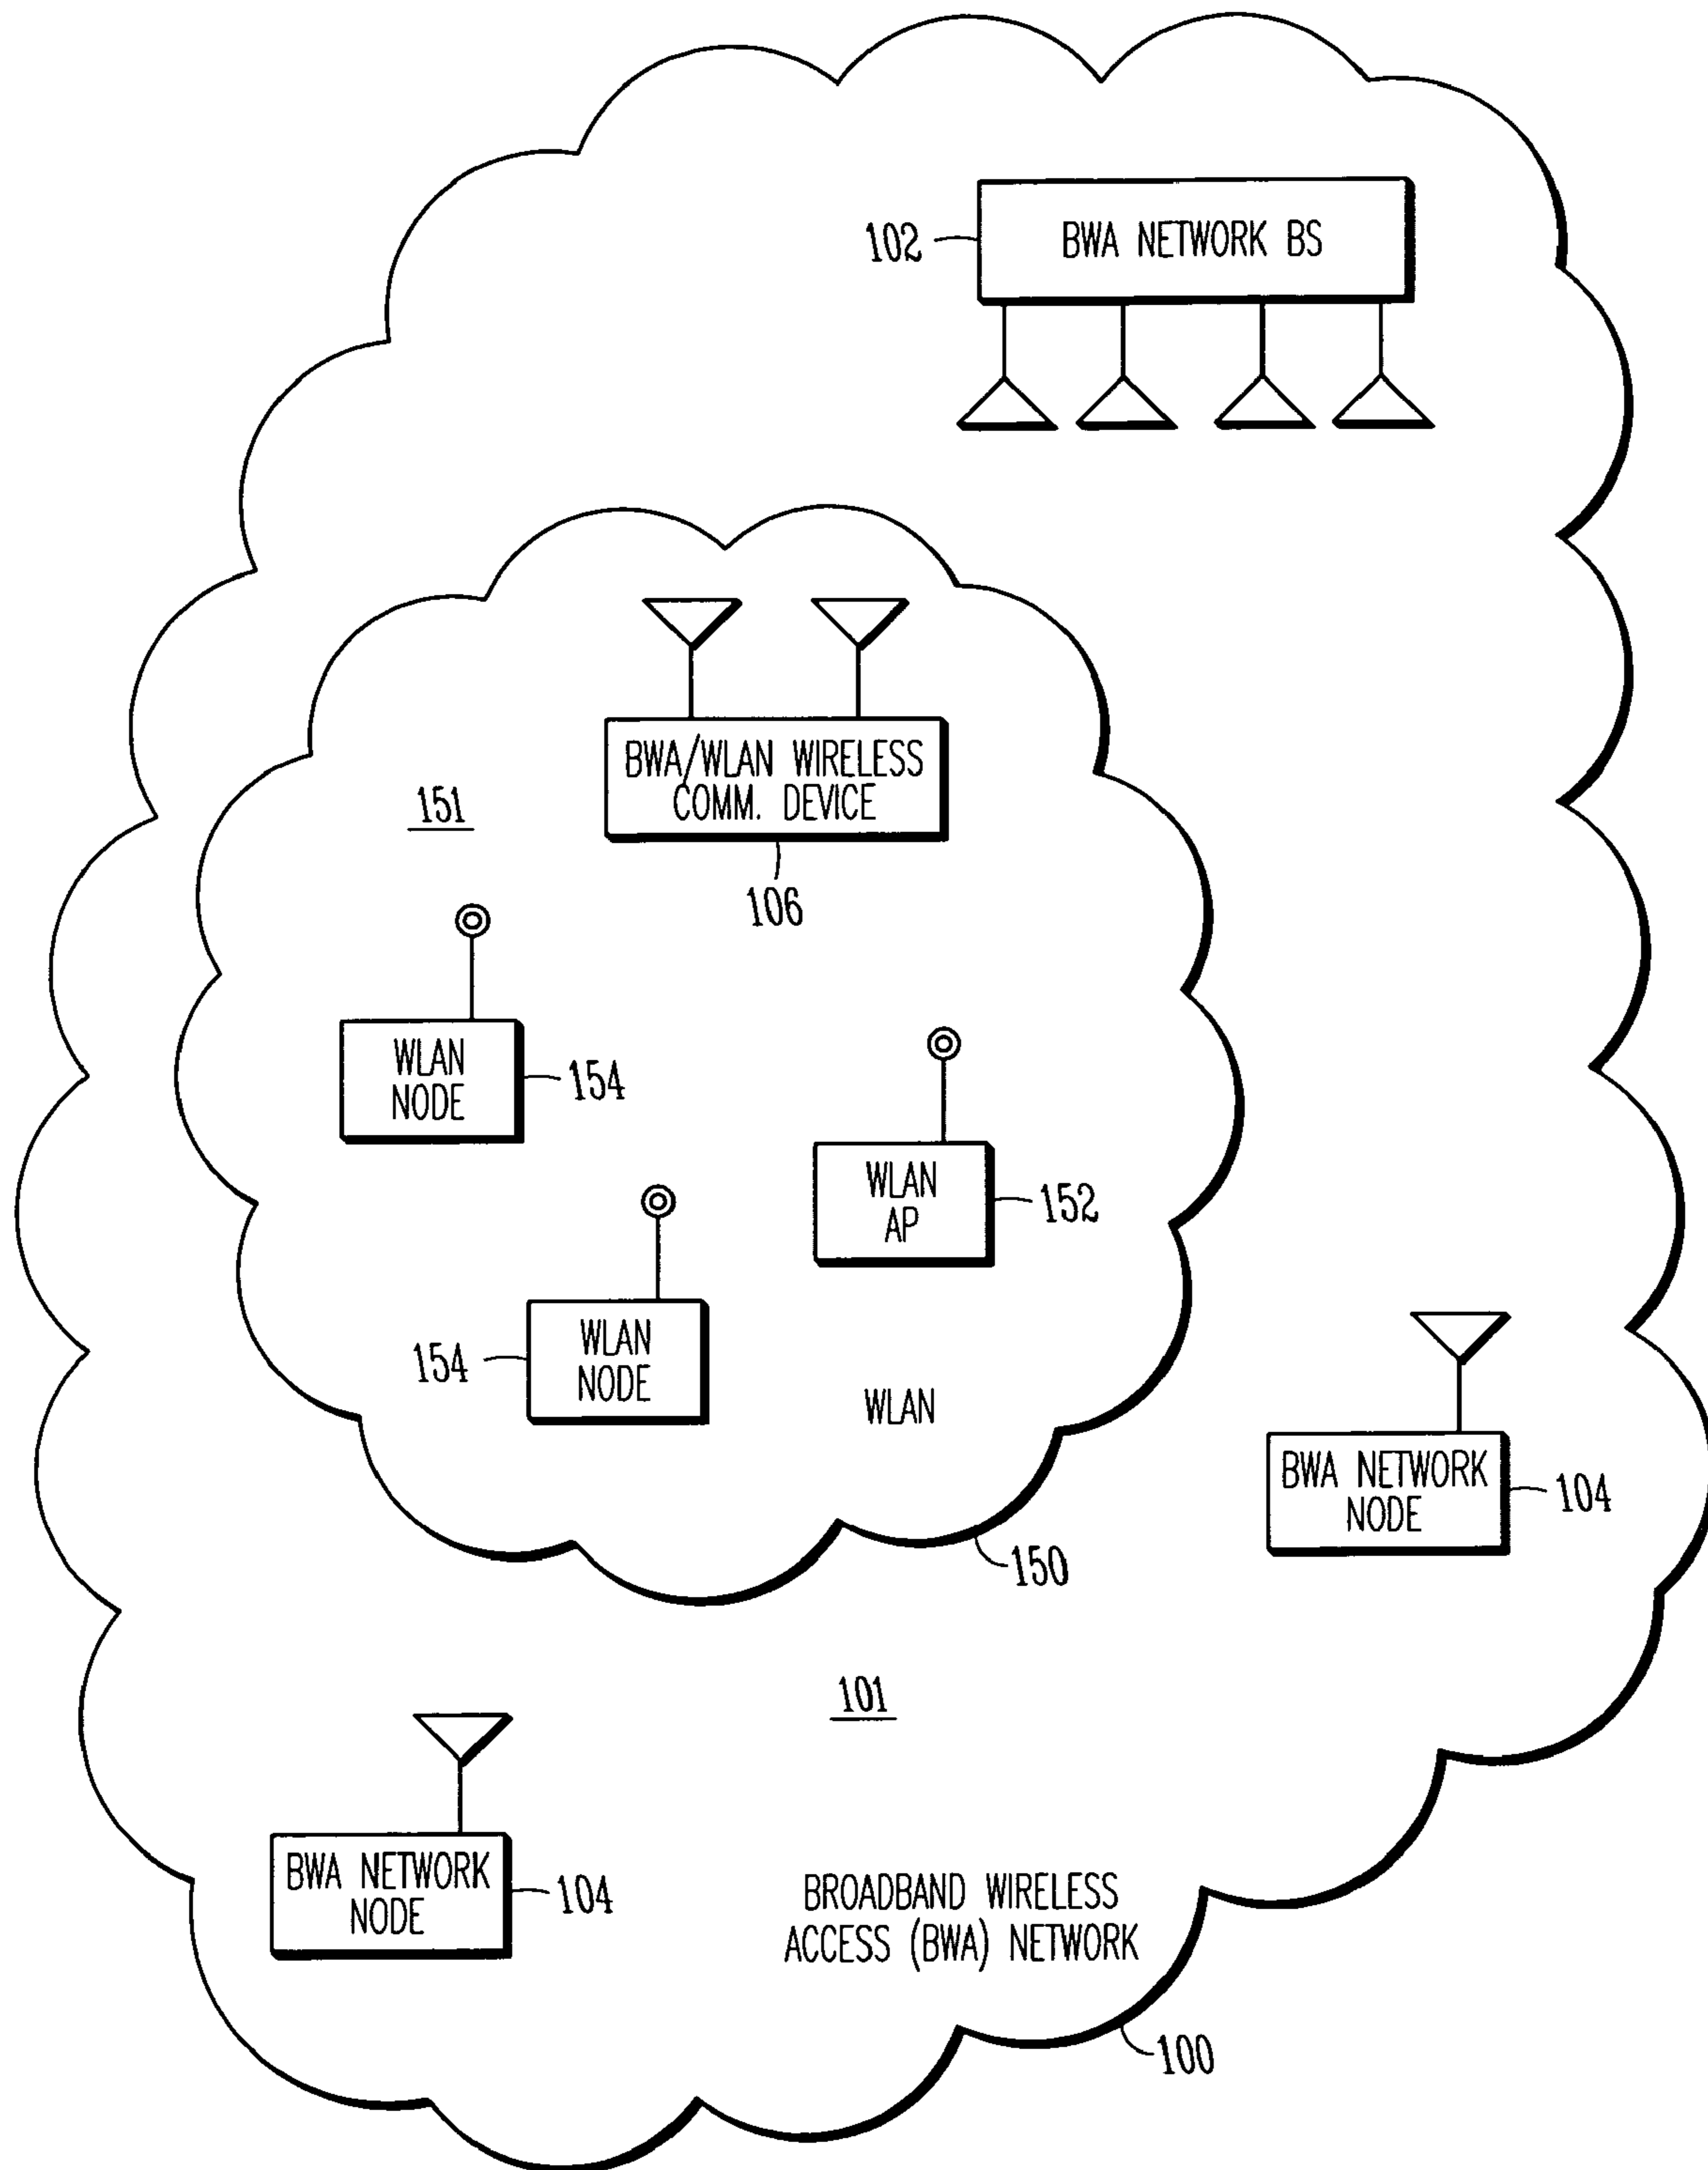 102
BWA NETWORK BS
BWA/WLAN WIRELESS
COMM. DEVICE
151
106
WLAN
NODE
154
WLAN
AP
152
WLAN
NODE
154
WLAN
BWA NETWORK
NODE
104
150
101
BWA NETWORK
NODE
104
BROADBAND WIRELESS
ACCESS (BWA) NETWORK
100